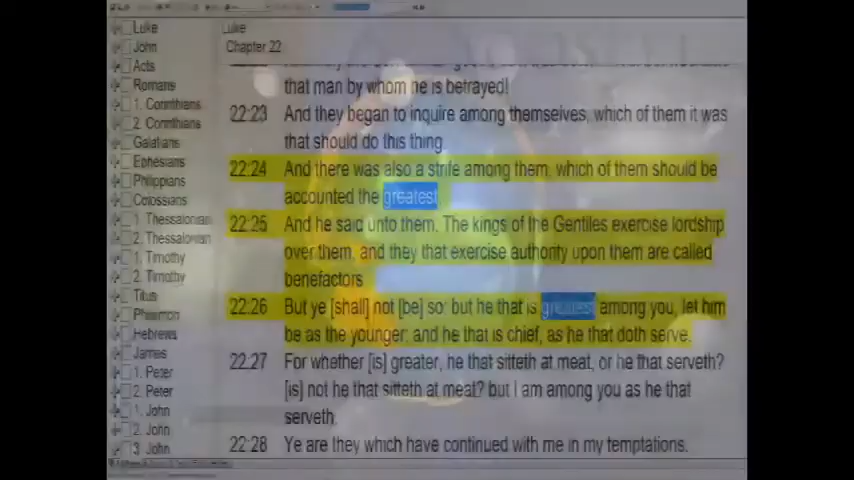 Luke
John
Acts
Romans
1. Corinthians
2. Corinthians
Galatians
Ephesians
Philippians
Colossians
1. Thessalonian
2. Thessalonian
1. Timothy
2. Timothy
Titus
Philemon
Hebrews
James
1. Peter
2. Peter
1. John
2. John
3. John
Luke
Chapter 22
that man by whom he is betrayed!
22:23 And they began to inquire among themselves, which of them it was
that should do this thing.
22:24 And there was also a strife among them, which of them should be
accounted the greatest.
22:25 And he said unto them, The kings of the Gentiles exercise lordship
over them; and they that exercise authority upon them are called
benefactors.
22:26 But ye [shall] not [be] so: but he that is greatest among you, let him
be as the younger; and he that is chief, as he that doth serve.
22:27 For whether [is] greater, he that sitteth at meat, or he that serveth?
[is] not he that sitteth at meat? but I am among you as he that
serveth.
22:28 Ye are they which have continued with me in my temptations.